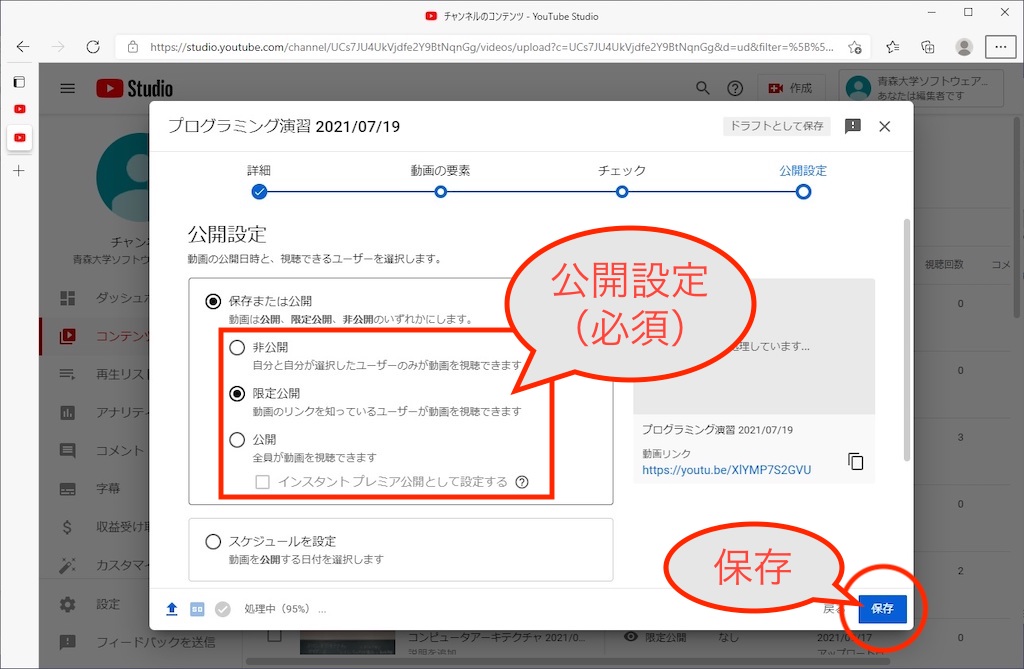 チャンネルのコンテンツ - YouTube Studio
https://studio.youtube.com/channel/UCs7JU4UkVjdfe2Y9BtNqnGg/videos/upload?c=UCs7JU4UkVjdfe2Y9BtNqnGg&d=ud&filter=%5B%5...
Studio
作成
青森大学ソフトウェア...
あなたは編集者です
プログラミング演習 2021/07/19
ドラフトとして保存
詳細
動画の要素
チェック
公開設定
公開設定
動画の公開日時と、視聴できるユーザーを選択します。
保存または公開
動画は公開、限定公開、非公開のいずれかにします。
非公開
自分と自分が選択したユーザーのみが動画を視聴できます
限定公開
動画のリンクを知っているユーザーが動画を視聴できます
公開
全員が動画を視聴できます
インスタント プレミア公開として設定する
スケジュールを設定
動画を公開する日付を選択します
公開設定
（必須）
理しています...
プログラミング演習 2021/07/19
動画リンク
https://youtu.be/XlYMP7S2GVU
保存
処理中（95%） ...
戻
保存
チャン
青森大学ソフトウ
ダッシュボ
コンテンツ
再生リスト
アナリティ
コメント
字幕
収益受け取
カスタマイ
設定
フィードバックを送信
視聴回数
コメ
0
0
3
0
2
0
コンピュータアーキテクチャ 2021/0...
説明を追加
限定公開
なし
2021/0 /17
アップロード日